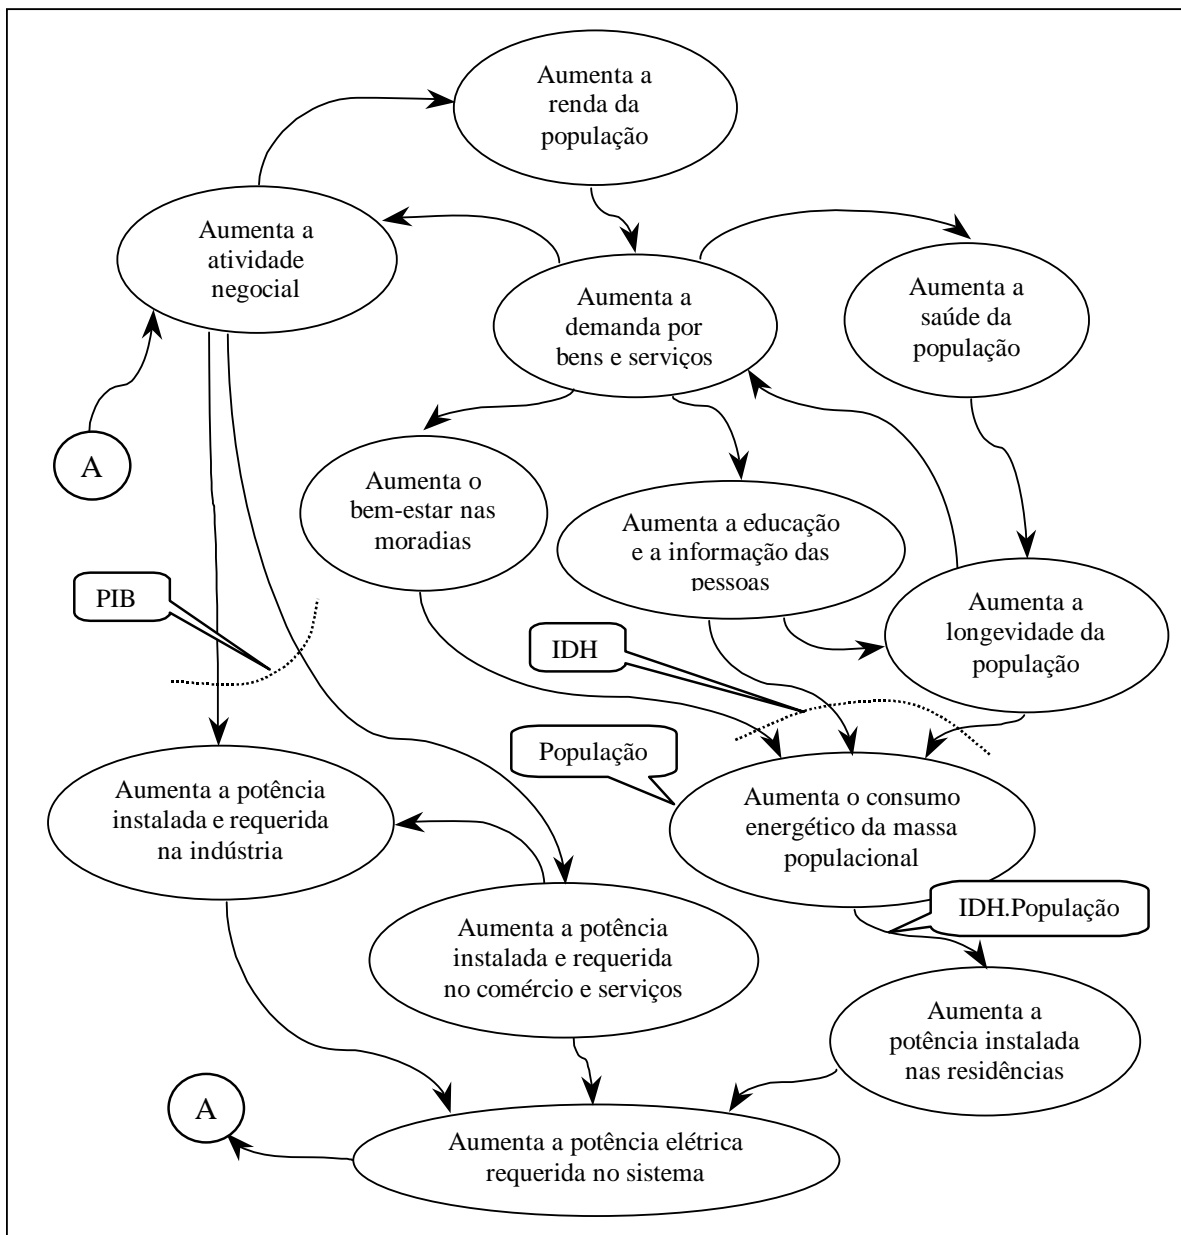 Aumenta a
renda da
população
Aumenta a
atividade
negocial
Aumenta a
demanda por
bens e serviços
Aumenta a
saúde da
população
A
Aumenta o
bem-estar nas
moradias
Aumenta a educação
e a informação das
pessoas
PIB
IDH
Aumenta a
longevidade da
população
População
Aumenta a potência
instalada e requerida
na indústria
Aumenta o consumo
energético da massa
populacional
IDH.População
Aumenta a potência
instalada e requerida
no comércio e serviços
Aumenta a
potência instalada
nas residências
A
Aumenta a potência elétrica
requerida no sistema